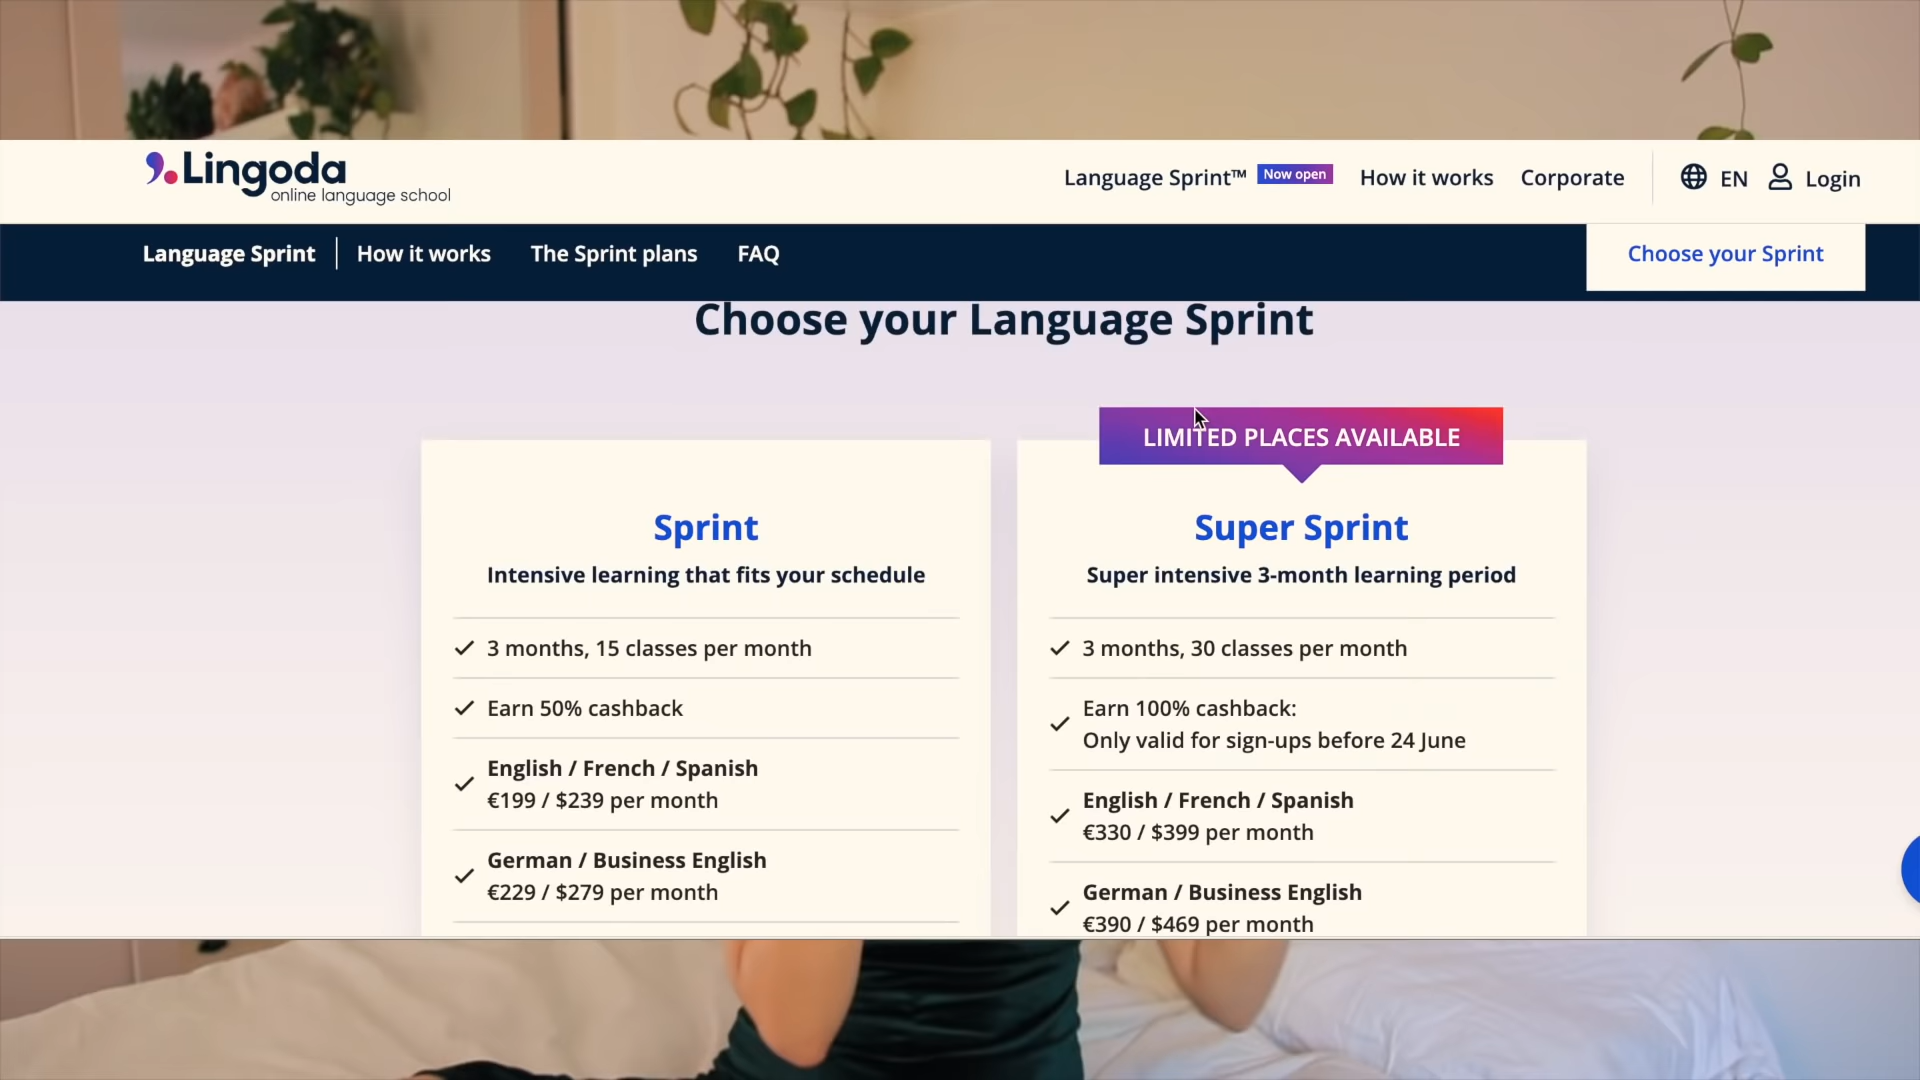 Lingoda
online language school
Language Sprint™ Now open How it works Corporate EN Login
Language Sprint How it works The Sprint plans FAQ Choose your Sprint
Choose your Language Sprint
Sprint
Intensive learning that fits your schedule
3 months, 15 classes per month
Earn 50% cashback
English / French / Spanish
€199 / $239 per month
German / Business English
€229 / $279 per month
LIMITED PLACES AVAILABLE
Super Sprint
Super intensive 3-month learning period
3 months, 30 classes per month
Earn 100% cashback:
Only valid for sign-ups before 24 June
English / French / Spanish
€330 / $399 per month
German / Business English
€390 / $469 per month